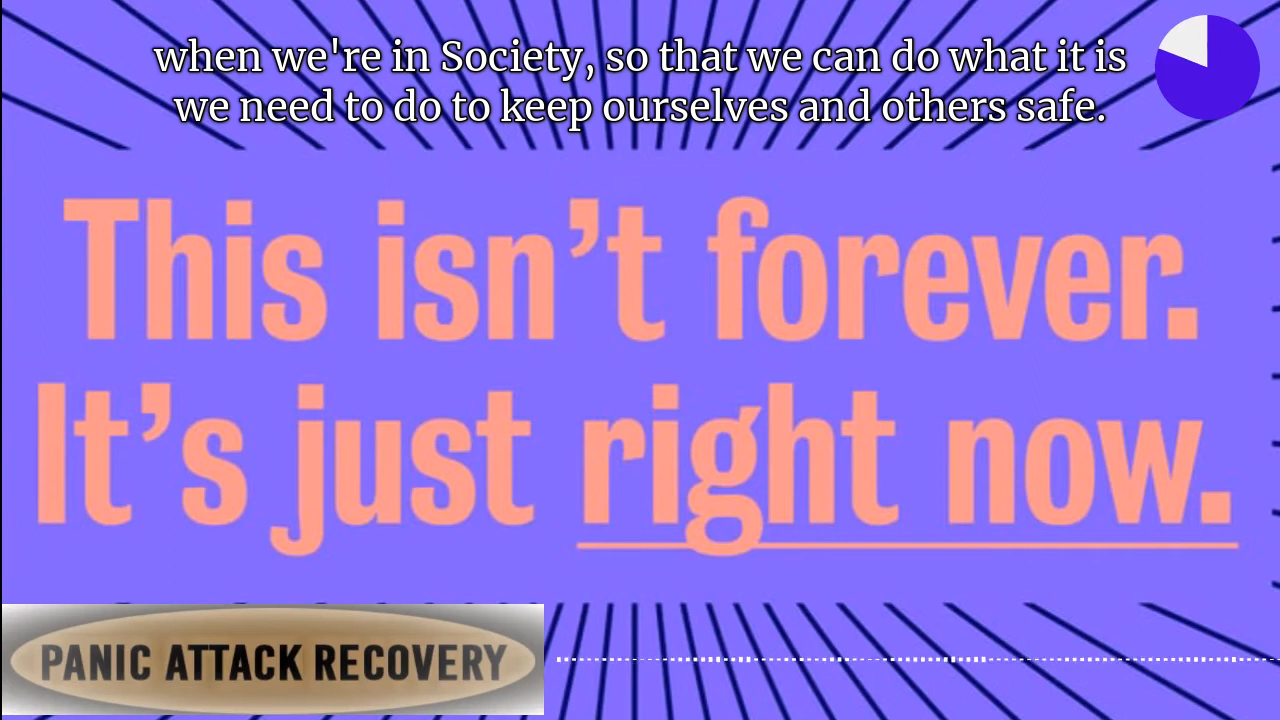 when we're in Society, so that we can do what it is
we need to do to keep ourselves and others safe.
This isn’t forever.
It’s just right now.
PANIC ATTACK RECOVERY